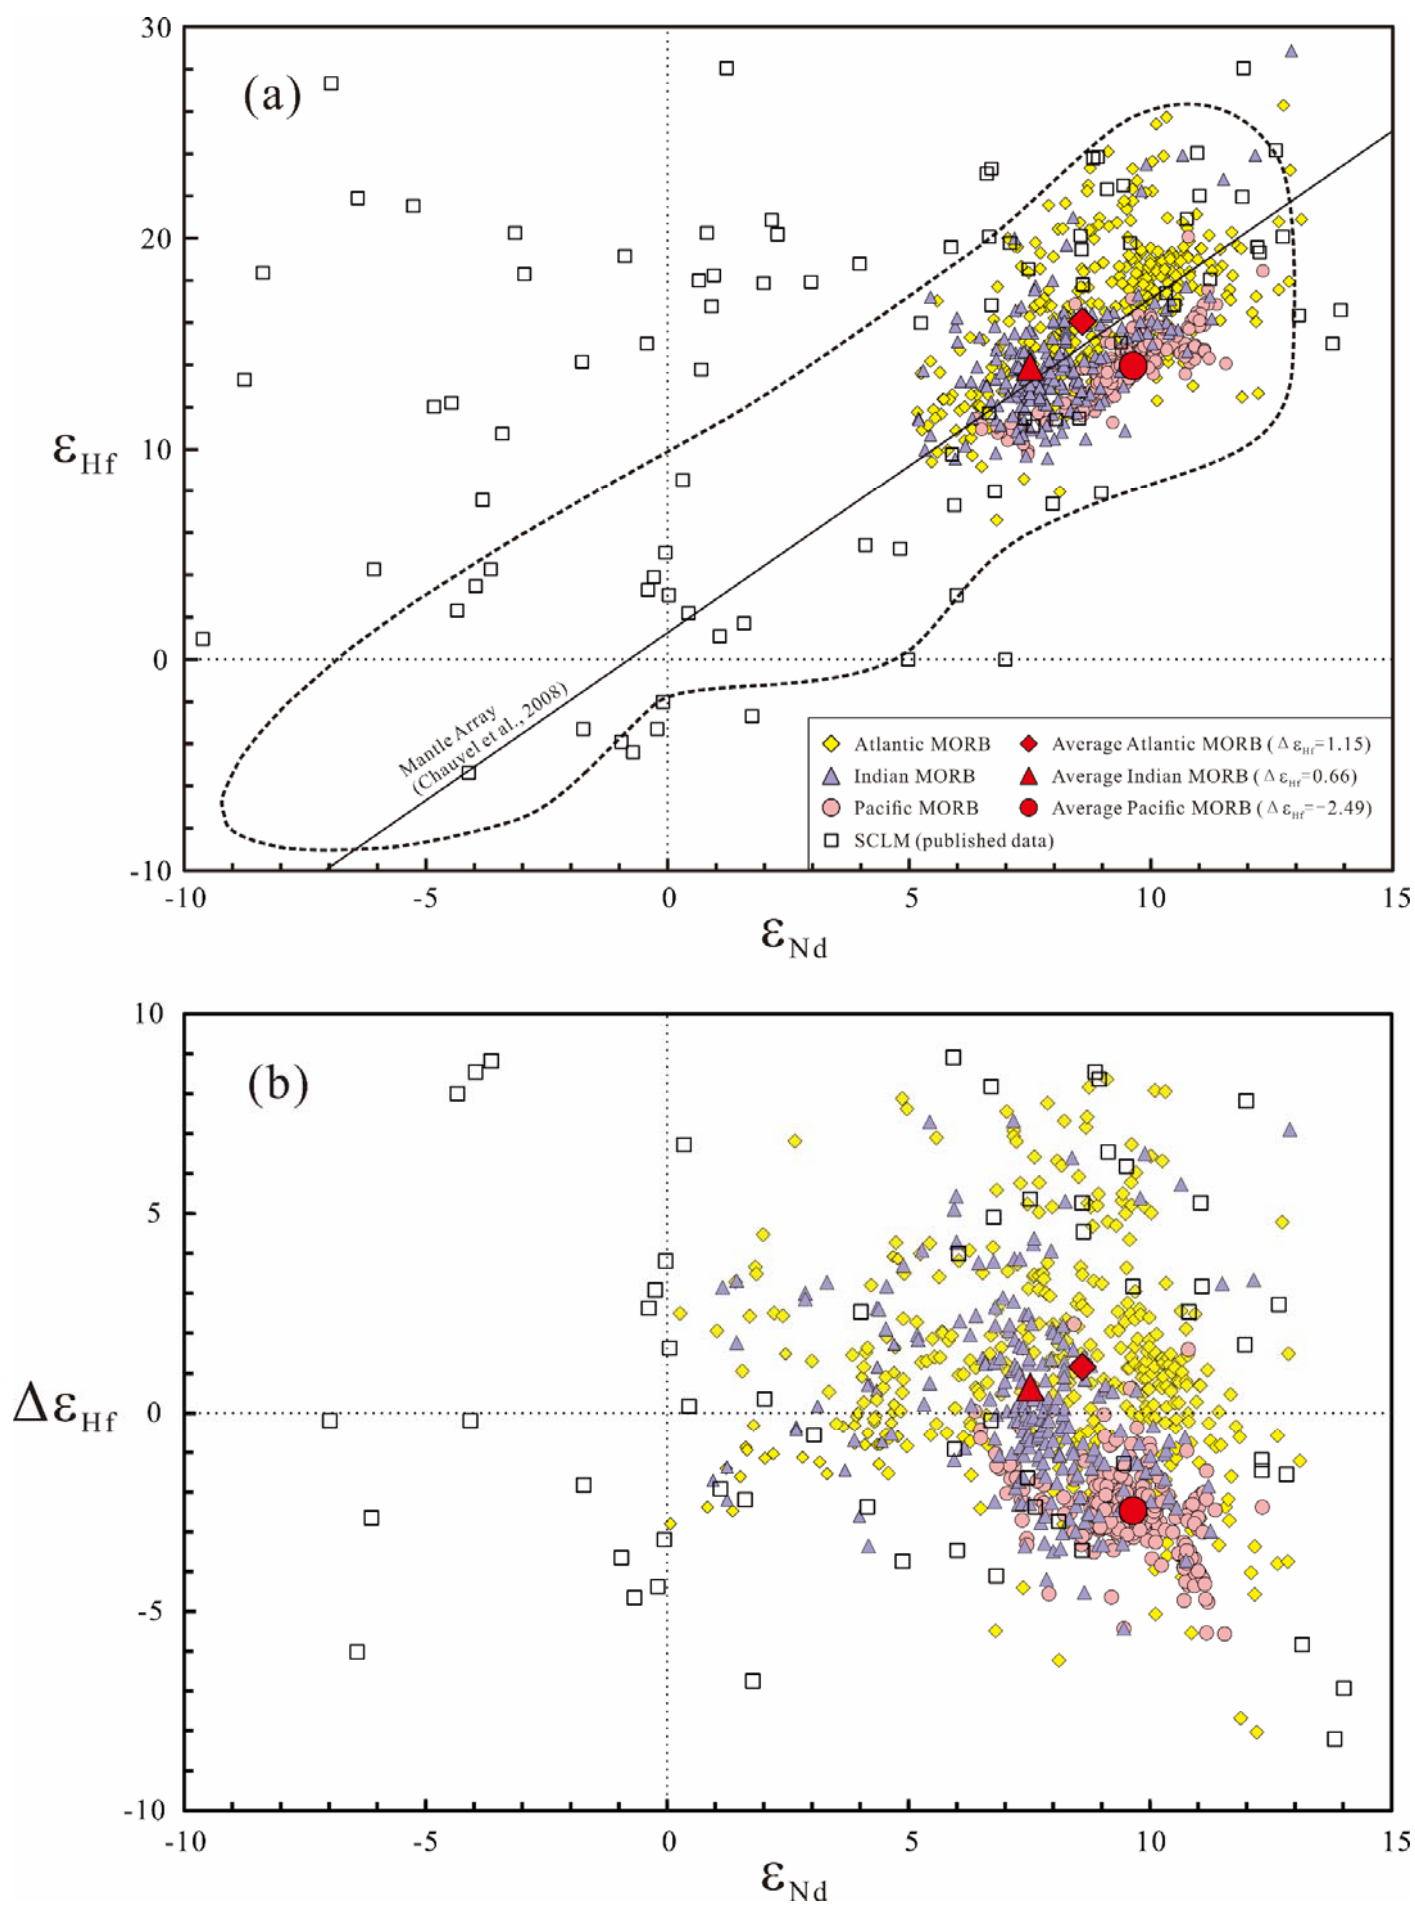 30
(a)
20
εHf
10
0
Mantle Array
(Chauvel et al., 2008)
Atlantic MORB
Average Atlantic MORB (ΔεHf=1.15)
Indian MORB
Average Indian MORB (ΔεHf=0.66)
Pacific MORB
Average Pacific MORB (ΔεHf=−2.49)
SCLM (published data)
-10
-10 -5 0 5 10 15
εNd
10
(b)
5
ΔεHf
0
-5
-10
-10 -5 0 5 10 15
εNd